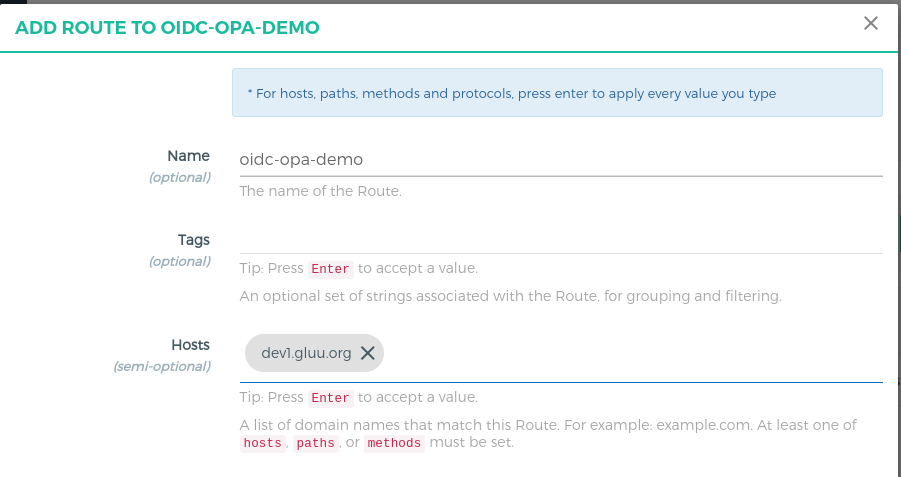 ADD ROUTE TO OIDC-OPA-DEMO
* For hosts, paths, methods and protocols, press enter to apply every value you type
Name
(optional)
oidc-opa-demo
The name of the Route.
Tags
(optional)
Tip: Press Enter to accept a value.
An optional set of strings associated with the Route, for grouping and filtering.
Hosts
(semi-optional)
dev1.gluu.org
Tip: Press Enter to accept a value.
A list of domain names that match this Route. For example: example.com. At least one of
hosts, paths, or methods must be set.